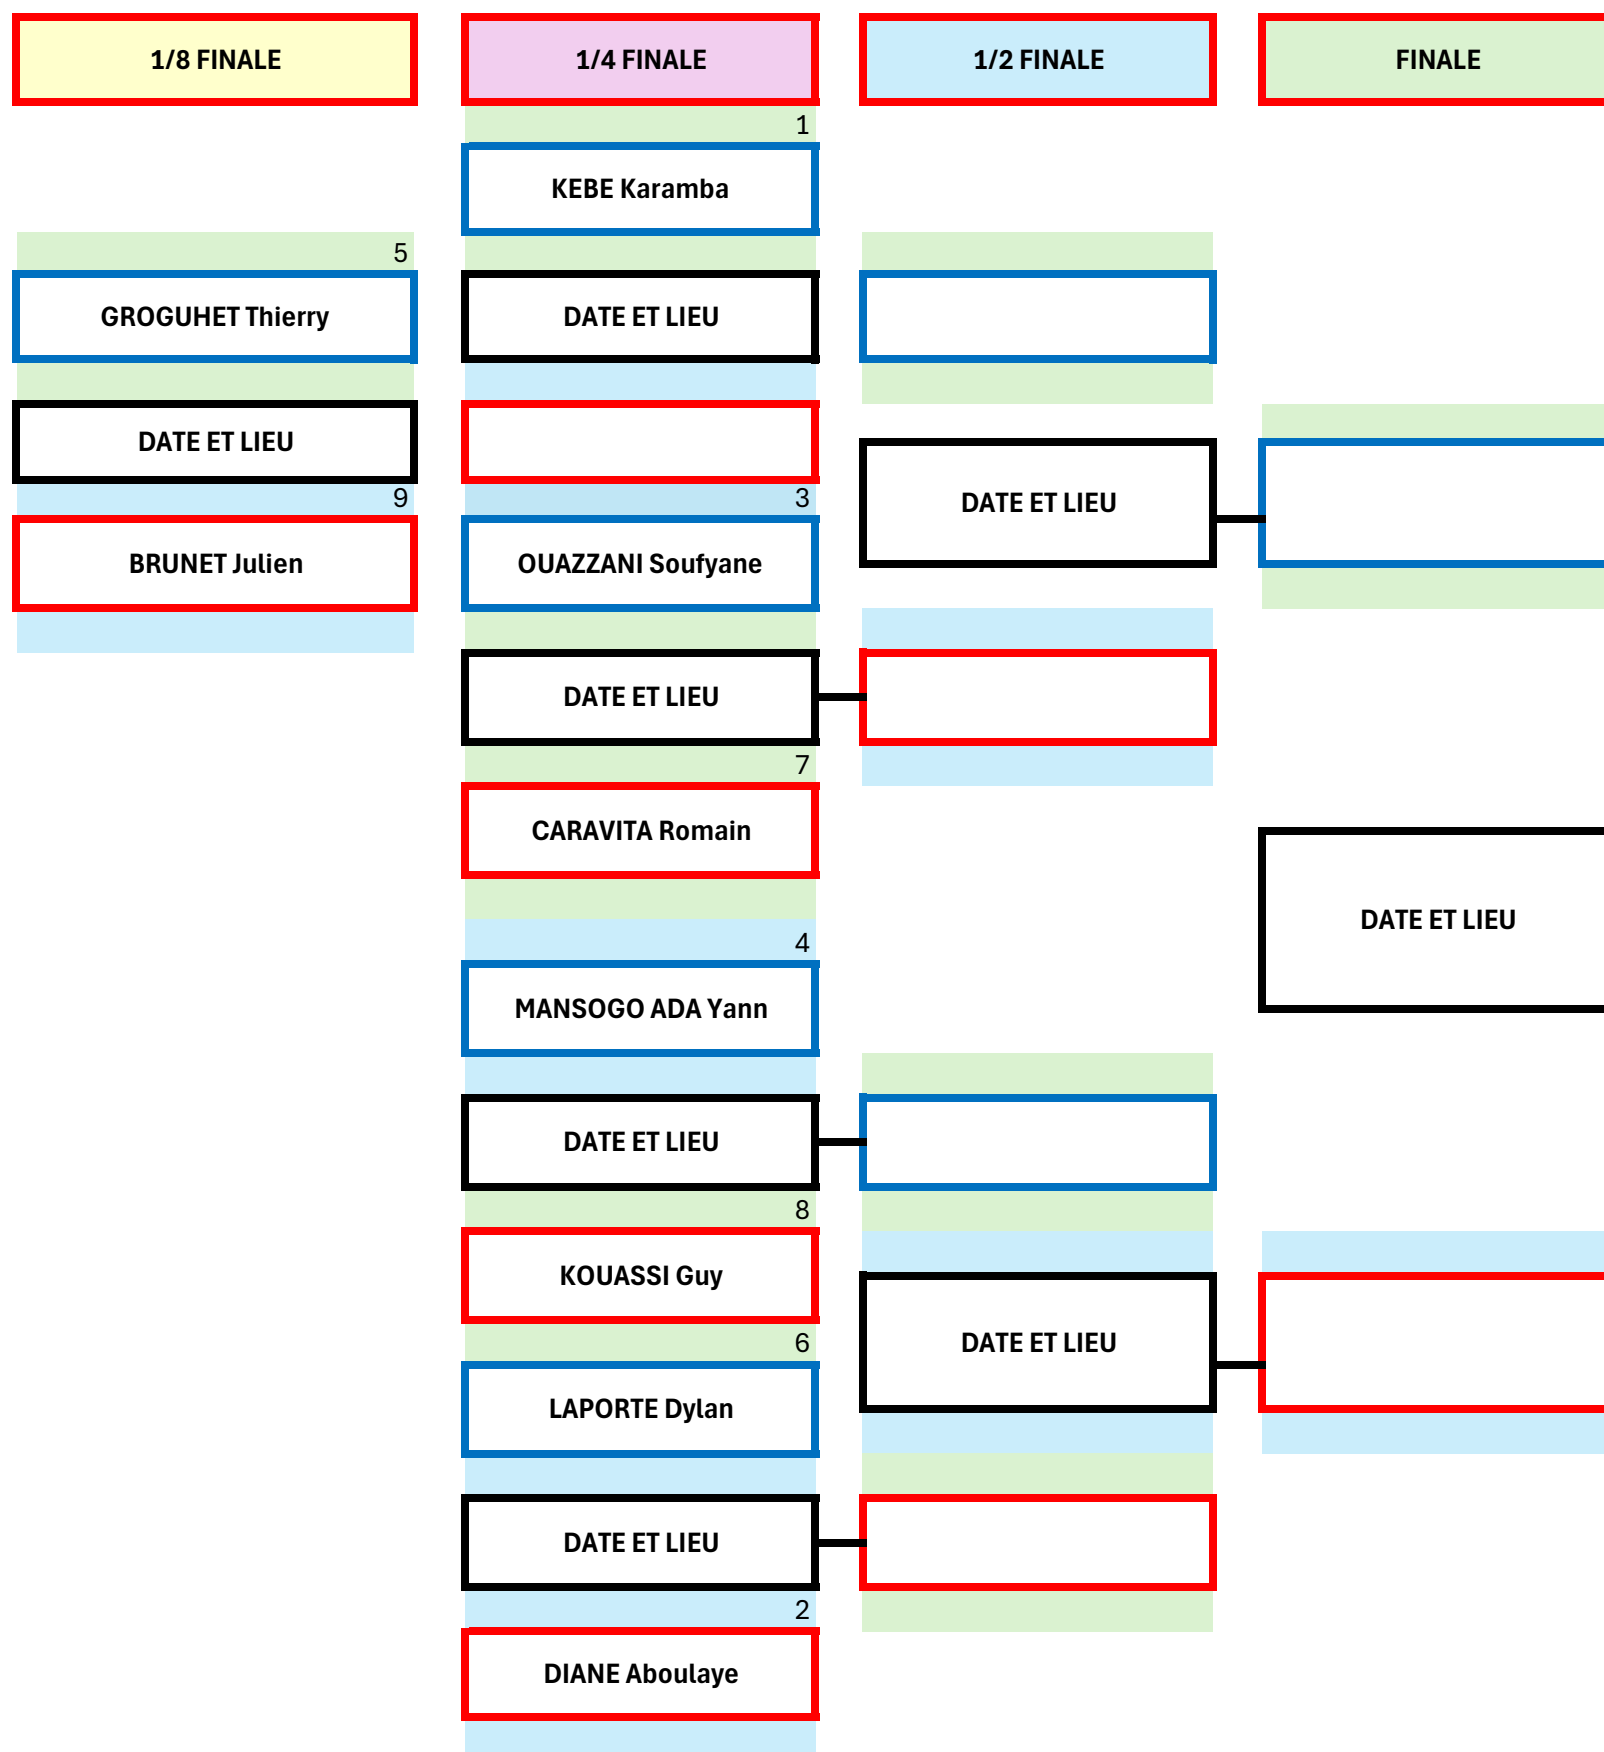 1/8 FINALE
1/4 FINALE
1/2 FINALE
FINALE
1
KEBE Karamba
5
GROGUHET Thierry
DATE ET LIEU
DATE ET LIEU
9
3
DATE ET LIEU
BRUNET Julien
OUAZZANI Soufyane
DATE ET LIEU
7
CARAVITA Romain
DATE ET LIEU
4
MANSOGO ADA Yann
DATE ET LIEU
8
KOUASSI Guy
6
DATE ET LIEU
LAPORTE Dylan
DATE ET LIEU
2
DIANE Aboulaye